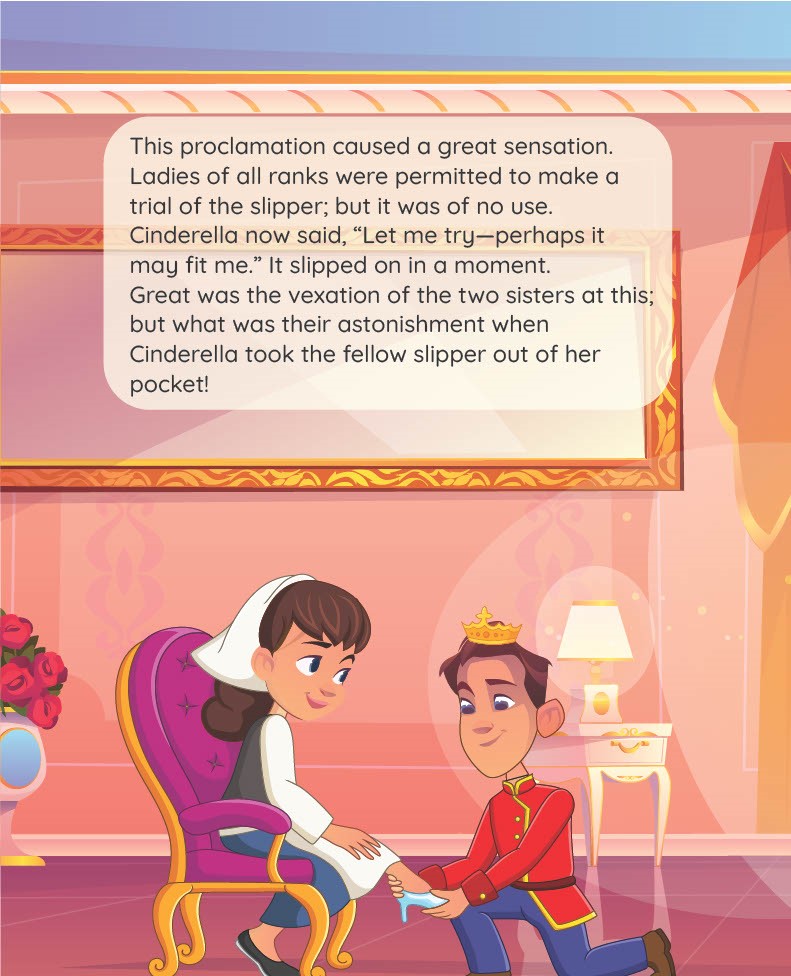 This proclamation caused a great sensation.
Ladies of all ranks were permitted to make a
trial of the slipper; but it was of no use.
Cinderella now said, “Let me try—perhaps it
may fit me.” It slipped on in a moment.
Great was the vexation of the two sisters at this;
but what was their astonishment when
Cinderella took the fellow slipper out of her
pocket!